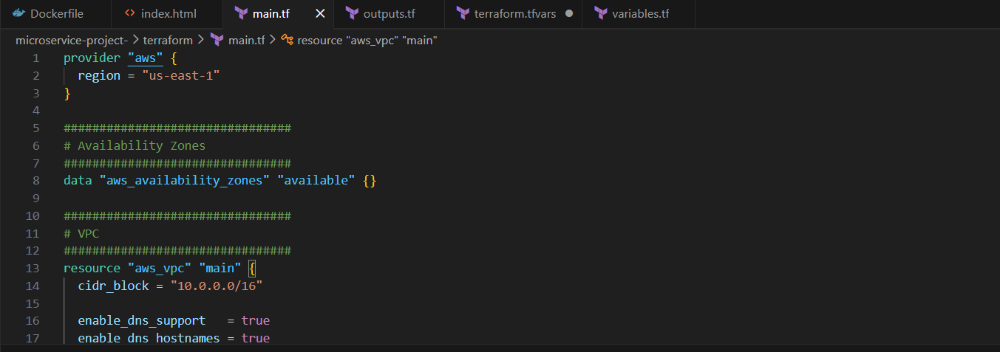 Dockerfile index.html main.tf outputs.tf terraform.tfvars variables.tf
microservice-project- > terraform > main.tf > resource "aws_vpc" "main"
1 provider "aws" {
2   region = "us-east-1"
3 }
4
5 ################################
6 # Availability Zones
7 ################################
8 data "aws_availability_zones" "available" {}
9
10 ################################
11 # VPC
12 ################################
13 resource "aws_vpc" "main" {
14   cidr_block = "10.0.0.0/16"
15
16   enable_dns_support   = true
17   enable_dns_hostnames = true